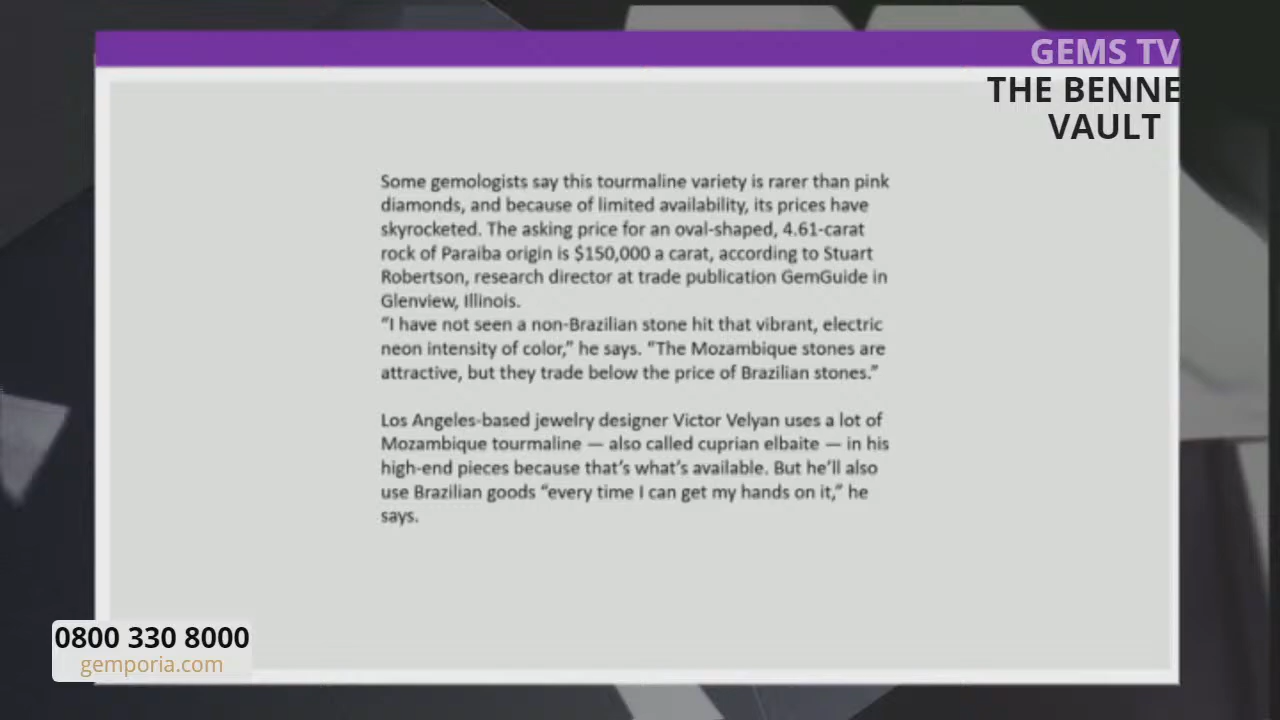 GEMS TV
THE BENNE
VAULT
Some gemologists say this tourmaline variety is rarer than pink
diamonds, and because of limited availability, its prices have
skyrocketed. The asking price for an oval-shaped, 4.61-carat
rock of Paraiba origin is $150,000 a carat, according to Stuart
Robertson, research director at trade publication GemGuide in
Glenview, Illinois.
“I have not seen a non-Brazilian stone hit that vibrant, electric
neon intensity of color,” he says. “The Mozambique stones are
attractive, but they trade below the price of Brazilian stones.”
Los Angeles-based jewelry designer Victor Velyan uses a lot of
Mozambique tourmaline — also called cuprian elbaite — in his
high-end pieces because that’s what’s available. But he’ll also
use Brazilian goods “every time I can get my hands on it,” he
says.
0800 330 8000
gemporia.com